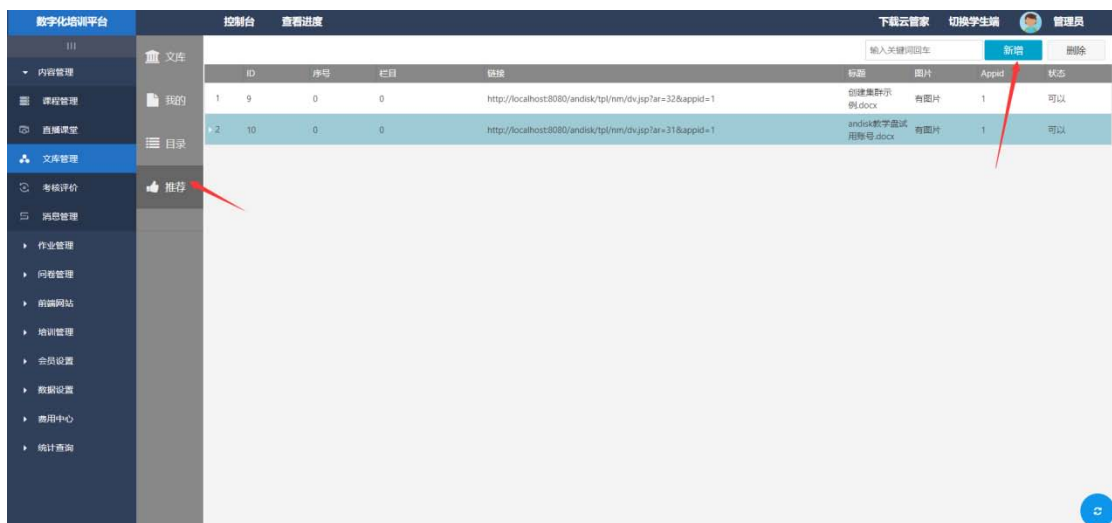 数字化培训平台 控制台 查看进度 下载云管家 切换学生端 管理员
文库 输入关键词回车 新增 删除
内容管理 ID 序号 栏目 链接 标题 图片 Appid 状态
课程管理 我的 1 9 0 0 http://localhost:8080/andisk/tpl/nm/dv.jsp?ar=32&appid=1 创建集群示 有图片 1 可以
例.docx
直播课堂 2 10 0 0 http://localhost:8080/andisk/tpl/nm/dv.jsp?ar=31&appid=1 andisk教学盘试 有图片 1 可以
用账号.docx
目录
文库管理
考核评价 推荐
消息管理
作业管理
问卷管理
前端网站
培训管理
会员设置
数据设置
费用中心
统计查询